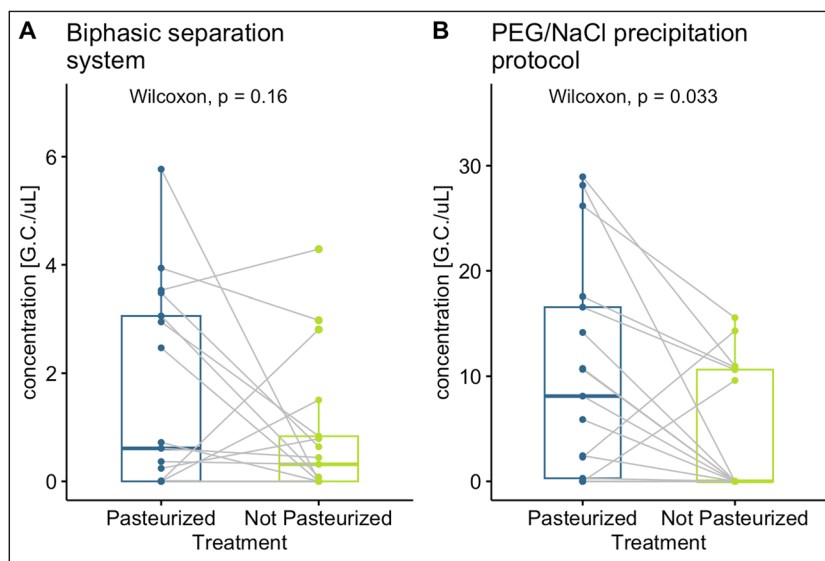 A Biphasic separation
system
Wilcoxon, p = 0.16
concentration [G.C./uL]
6
4
2
0
Pasteurized Not Pasteurized
Treatment
B PEG/NaCl precipitation
protocol
Wilcoxon, p = 0.033
concentration [G.C./uL]
30
20
10
0
Pasteurized Not Pasteurized
Treatment